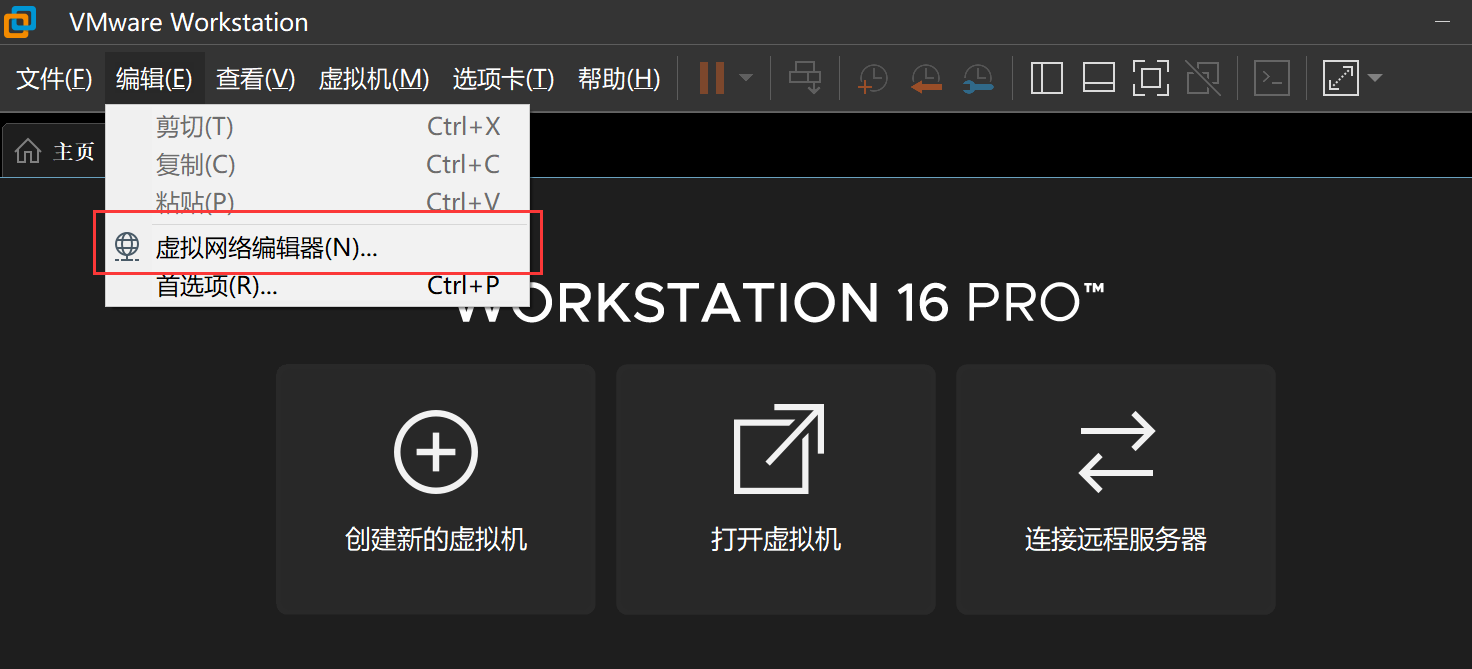 VMware Workstation
文件(F) 编辑(E) 查看(V) 虚拟机(M) 选项卡(T) 帮助(H)
主页
剪切(T) Ctrl+X
复制(C) Ctrl+C
粘贴(P) Ctrl+V
虚拟网络编辑器(N)...
首选项(R)... Ctrl+P
WORKSTATION 16 PRO™
创建新的虚拟机 打开虚拟机 连接远程服务器